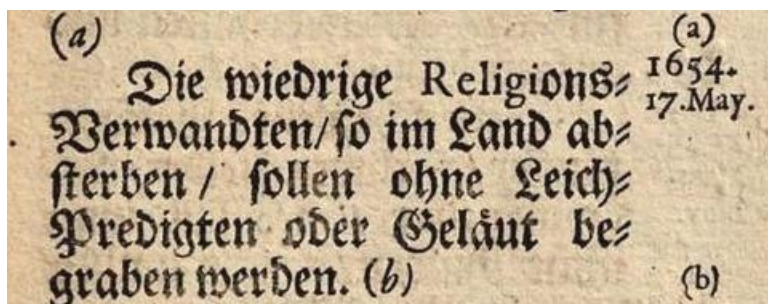 (a)
(a)
Die wiedrige Religions-
1654.
17.May.
Verwandten/so im Land ab-
sterben / sollen ohne Leich-
Predigten oder Geläut be-
graben werden. (b)
(b)